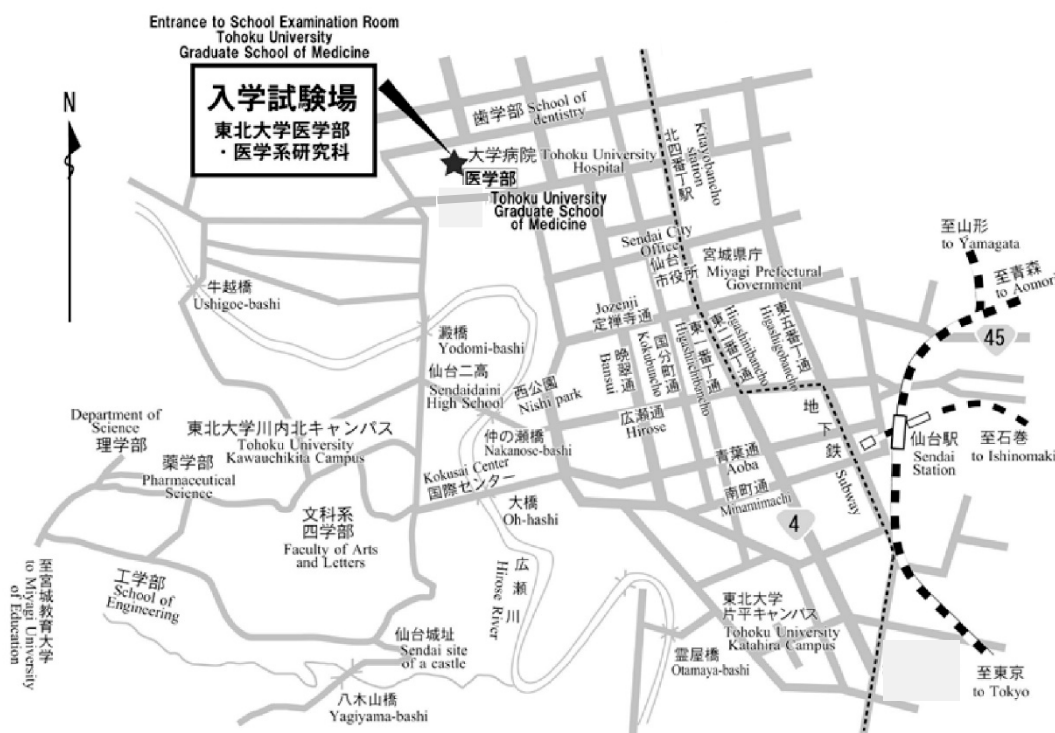 Entrance to School Examination Room
Tohoku University
Graduate School of Medicine
入学試験場
東北大学医学部
・医学系研究科
N
歯学部 School of
dentistry
大学病院 Tohoku University
Hospital
医学部
Tohoku University
Graduate School
of Medicine
北四番丁駅
Kitayobancho
station
Sendai City
Office
仙台
市役所
宮城県庁
Miyagi Prefectural
Government
至山形
to Yamagata
至青森
to Aomori
45
牛越橋
Ushigoe-bashi
澱橋
Yodomi-bashi
Jozenji
定禅寺通
晩翠通
Bansui
国分町通
Kokubuncho
東一番丁通
Higashiichibancho
東二番丁通
Higashinibancho
東五番丁通
Higashigobancho
仙台二高
Sendaidaini
High School
西公園
Nishi park
広瀬通
Hirose
地下鉄
Subway
仙台駅
Sendai
Station
至石巻
to Ishinomaki
Department of
Science
理学部
東北大学川内北キャンパス
Tohoku University
Kawauchikita Campus
仲の瀬橋
Nakanose-bashi
薬学部
Pharmaceutical
Science
Kokusai Center
国際センター
青葉通
Aoba
南町通
Minamimachi
4
大橋
Oh-hashi
文科系
四学部
Faculty of Arts
and Letters
至宮城教育大学
to Miyagi University
of Education
工学部
School of
Engineering
広瀬川
Hirose River
仙台城址
Sendai site
of a castle
東北大学
片平キャンパス
Tohoku University
Katahira Campus
霊屋橋
Otamaya-bashi
八木山橋
Yagiyama-bashi
至東京
to Tokyo